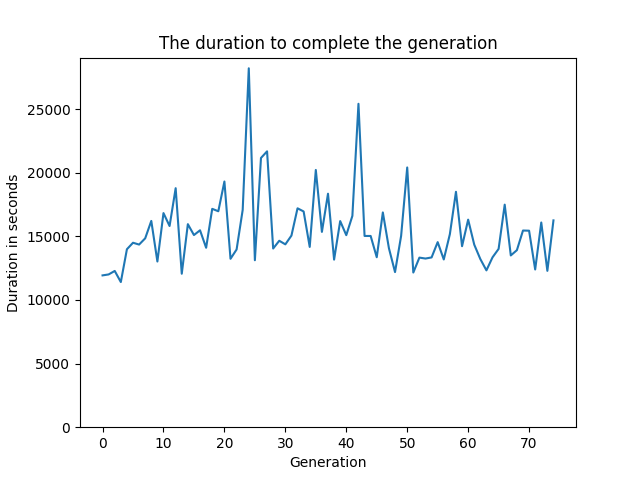 The duration to complete the generation
25000
20000
15000
10000
5000
0
Duration in seconds
0 10 20 30 40 50 60 70
Generation